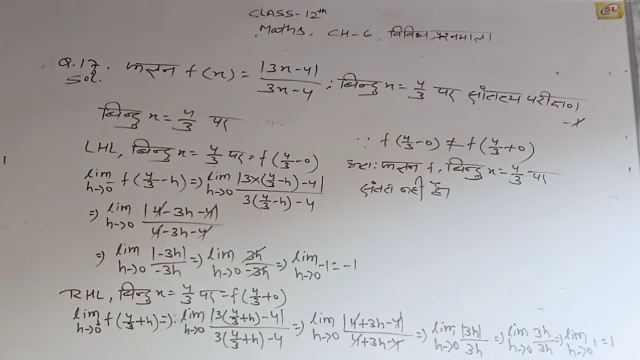 CLASS-12th
Maths, CH-6, विविध प्रश्नमाला
Q.17. फलन f(x) = |3x-4|/3x-4 ; बिन्दु x = 4/3 पर सांतत्य परीक्षण।
Sol.
बिन्दु x = 4/3 पर
LHL, बिन्दु x = 4/3 पर = f(4/3-0)
lim h→0 f(4/3-h) => lim h→0 |3x(4/3-h)-4|/3(4/3-h)-4
=> lim h→0 |4-3h-4|/4-3h-4
=> lim h→0 |-3h|/-3h => lim h→0 3h/-3h => lim h→0 -1 = -1
RHL, बिन्दु x = 4/3 पर = f(4/3+0)
lim h→0 f(4/3+h) => lim h→0 |3(4/3+h)-4|/3(4/3+h)-4 => lim h→0 |4+3h-4|/4+3h-4 => lim h→0 |3h|/3h => lim h→0 3h/3h => lim h→0 1 = 1
∵ f(4/3-0) ≠ f(4/3+0)
अतः फलन f, बिन्दु x = 4/3 पर
संतत नहीं है।